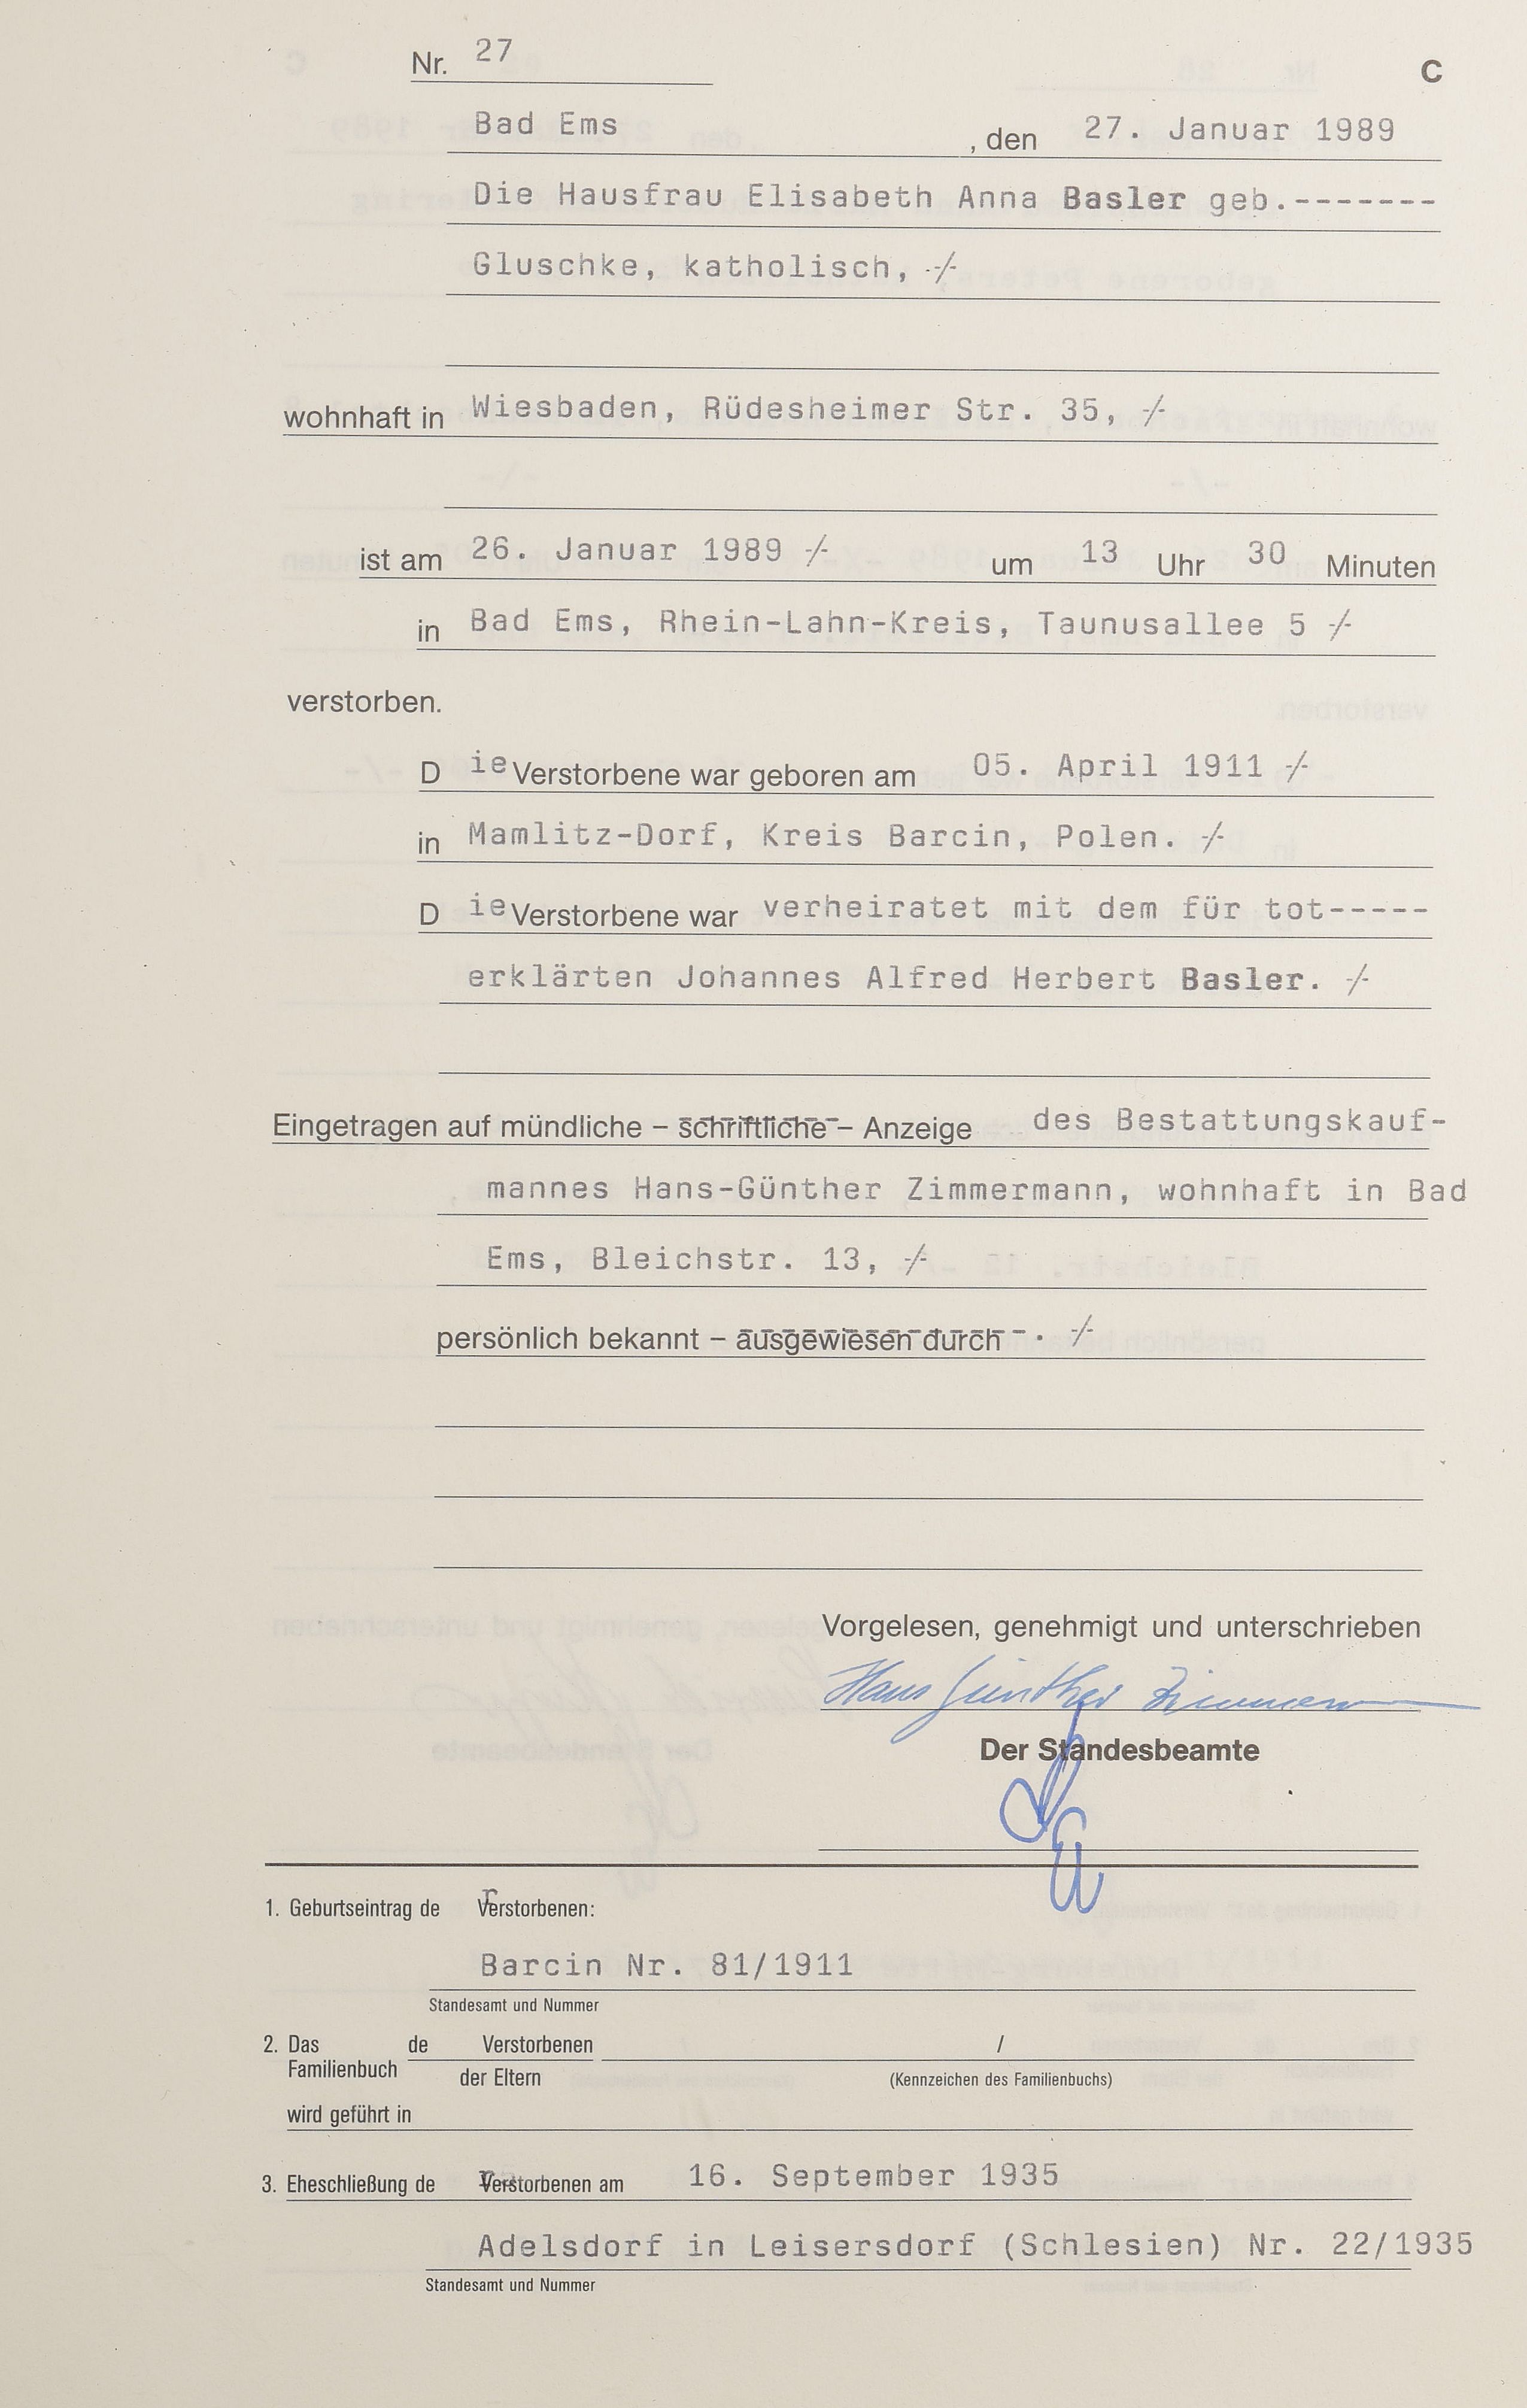 Nr. 27 C
Bad Ems , den 27. Januar 1989
Die Hausfrau Elisabeth Anna Basler geb.-------
Gluschke, katholisch, -/-
wohnhaft in Wiesbaden, Rüdesheimer Str. 35, -/-
ist am 26. Januar 1989 -/- um 13 Uhr 30 Minuten
in Bad Ems, Rhein-Lahn-Kreis, Taunusallee 5 -/-
verstorben.
D ie Verstorbene war geboren am 05. April 1911 -/-
in Mamlitz-Dorf, Kreis Barcin, Polen. -/-
D ie Verstorbene war verheiratet mit dem für tot-----
erklärten Johannes Alfred Herbert Basler. -/-
Eingetragen auf mündliche – schriftliche – Anzeige des Bestattungskauf-
mannes Hans-Günther Zimmermann, wohnhaft in Bad
Ems, Bleichstr. 13, -/-
persönlich bekannt – ausgewiesen durch - . -/-
Vorgelesen, genehmigt und unterschrieben
Hans Günther Zimmermann
Der Standesbeamte
1. Geburtseintrag de r Verstorbenen:
Barcin Nr. 81/1911
Standesamt und Nummer
2. Das de Verstorbenen /
Familienbuch der Eltern (Kennzeichen des Familienbuchs)
wird geführt in
3. Eheschließung de r Verstorbenen am 16. September 1935
Adelsdorf in Leisersdorf (Schlesien) Nr. 22/1935
Standesamt und Nummer